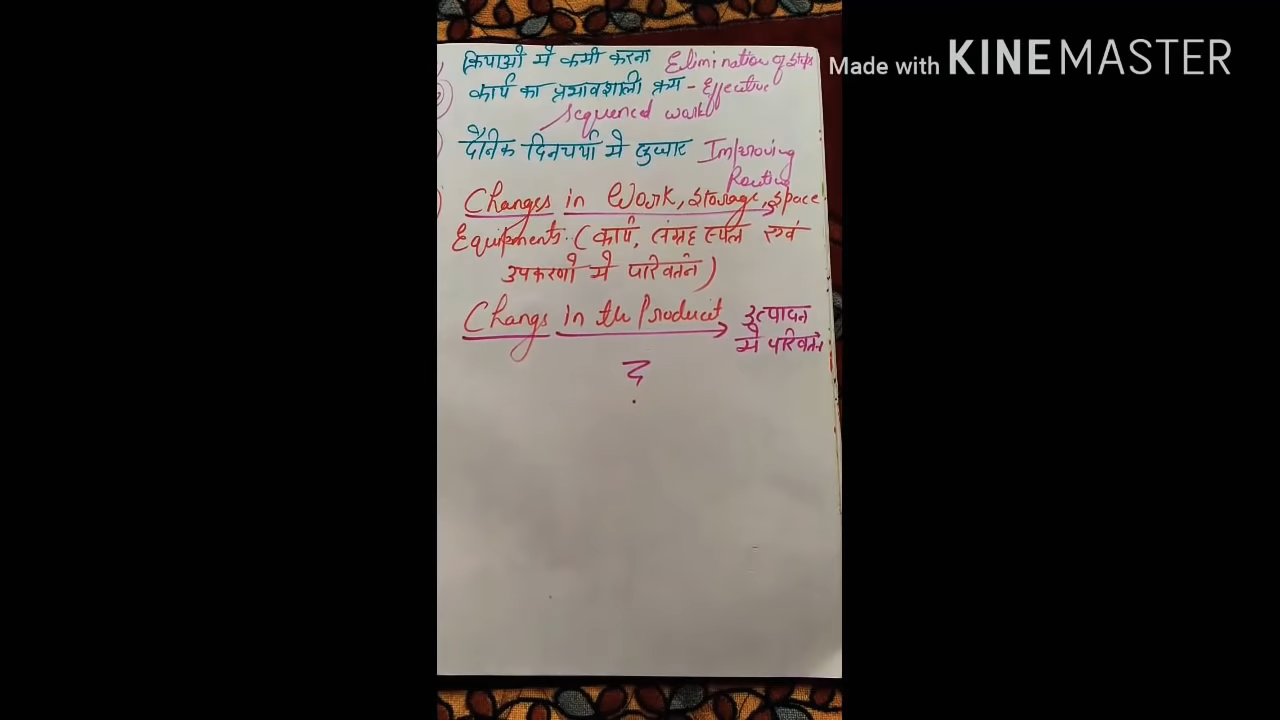 क्रियाओं में कमी करना Elimination of steps
Made with KINEMASTER
कार्य का प्रभावशाली क्रम - Effective
Sequenced work
दैनिक दिनचर्या में सुधार Improving
Routine
Changes in Work, Storage, Space
Equipments. (कार्य, संग्रह स्थल एवं
उपकरणों में परिवर्तन)
Changs in the Product उत्पादन
में परिवर्तन
?